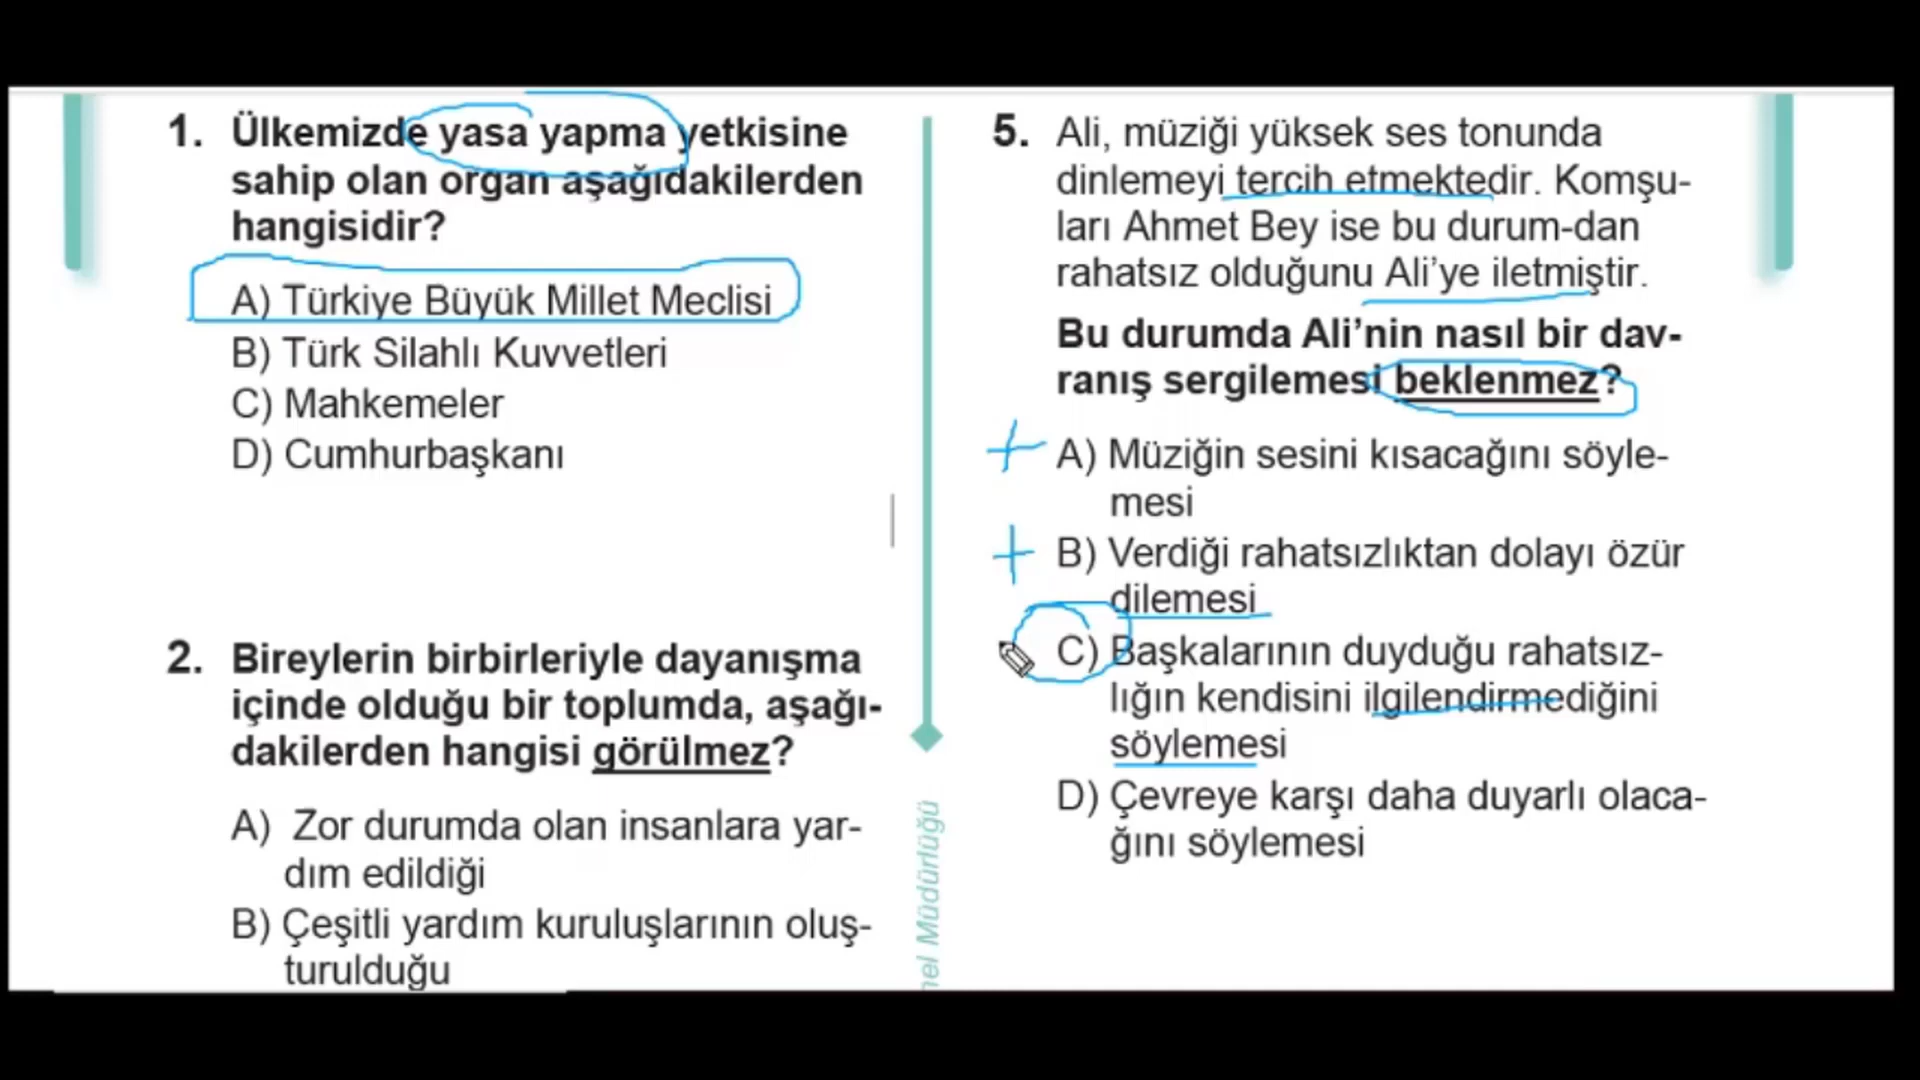 1. Ülkemizde yasa yapma yetkisine
sahip olan organ aşağıdakilerden
hangisidir?
A) Türkiye Büyük Millet Meclisi
B) Türk Silahlı Kuvvetleri
C) Mahkemeler
D) Cumhurbaşkanı
2. Bireylerin birbirleriyle dayanışma
içinde olduğu bir toplumda, aşağı-
dakilerden hangisi görülmez?
A) Zor durumda olan insanlara yar-
dım edildiği
B) Çeşitli yardım kuruluşlarının oluş-
turulduğu
nel Müdürlüğü
5. Ali, müziği yüksek ses tonunda
dinlemeyi tercih etmektedir. Komşu-
ları Ahmet Bey ise bu durum-dan
rahatsız olduğunu Ali’ye iletmiştir.
Bu durumda Ali’nin nasıl bir dav-
ranış sergilemesi beklenmez?
A) Müziğin sesini kısacağını söyle-
mesi
B) Verdiği rahatsızlıktan dolayı özür
dilemesi
C) Başkalarının duyduğu rahatsız-
lığın kendisini ilgilendirmediğini
söylemesi
D) Çevreye karşı daha duyarlı olaca-
ğını söylemesi